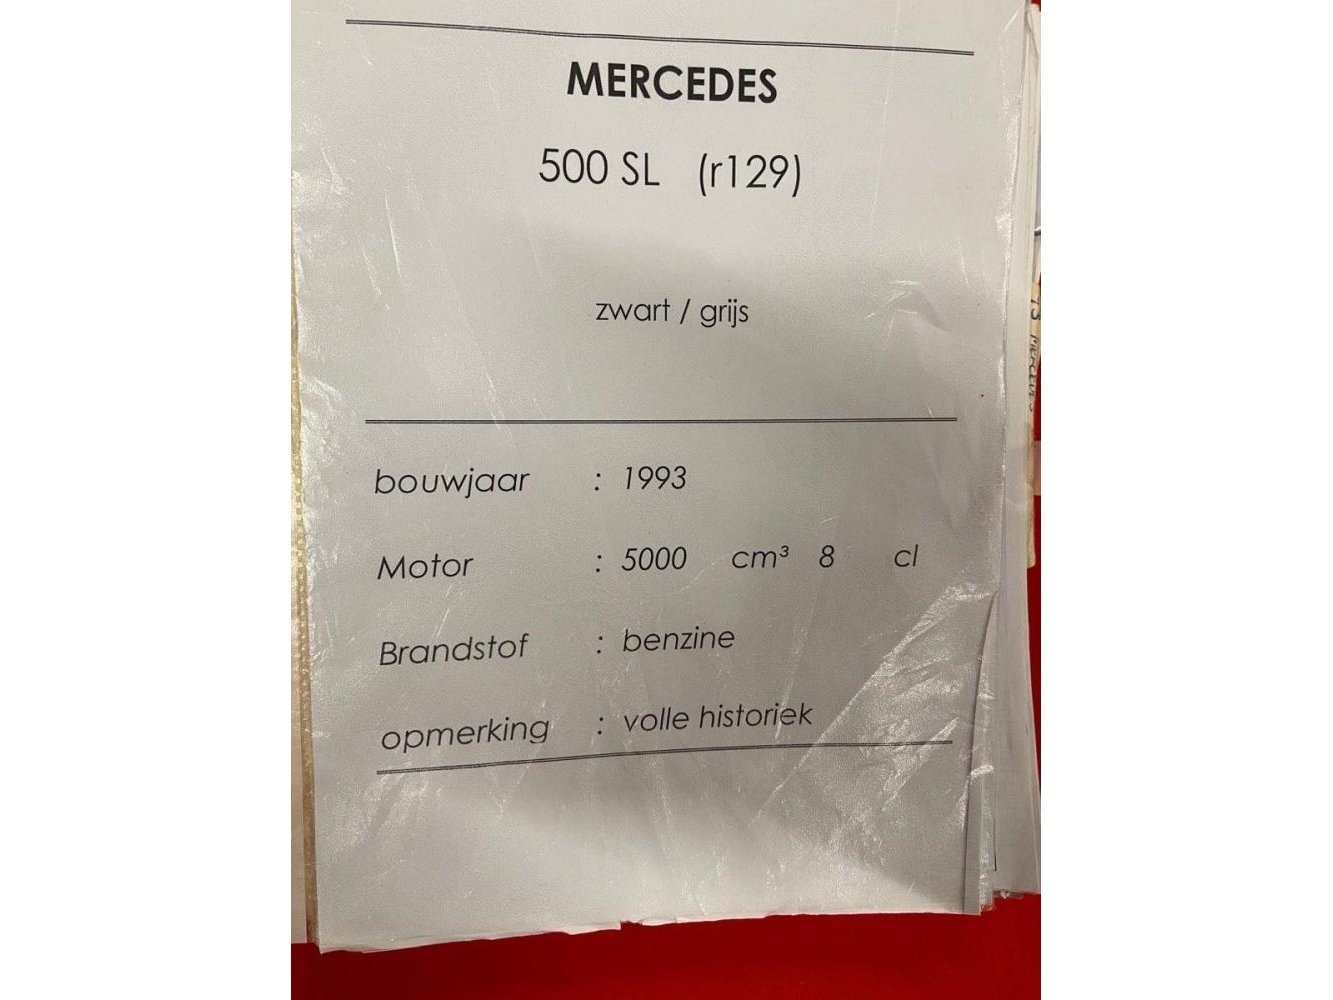 MERCEDES
500 SL (r129)
zwart / grijs
bouwjaar : 1993
Motor : 5000 cm³ 8 cl
Brandstof : benzine
opmerking : volle historiek